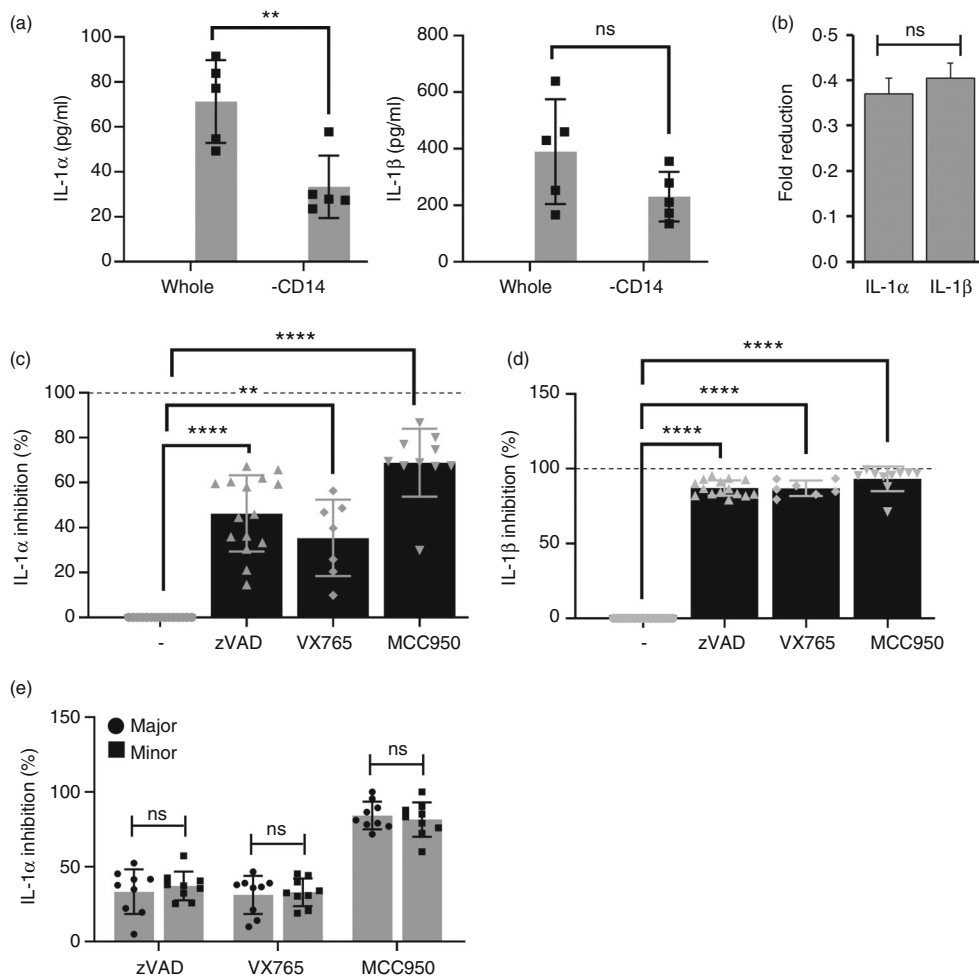 (a)
**
100
80
60
40
20
0
IL-1α (pg/ml)
Whole
-CD14
ns
800
600
400
200
0
IL-1β (pg/ml)
Whole
-CD14
(b)
ns
0·5
0·4
0·3
0·2
0·1
0·0
Fold reduction
IL-1α
IL-1β
(c)
****
**
****
100
80
60
40
20
0
IL-1α inhibition (%)
-
zVAD
VX765
MCC950
(d)
****
****
****
150
100
50
0
IL-1β inhibition (%)
-
zVAD
VX765
MCC950
(e)
150
100
50
0
IL-1α inhibition (%)
Major
Minor
ns
ns
ns
zVAD
VX765
MCC950